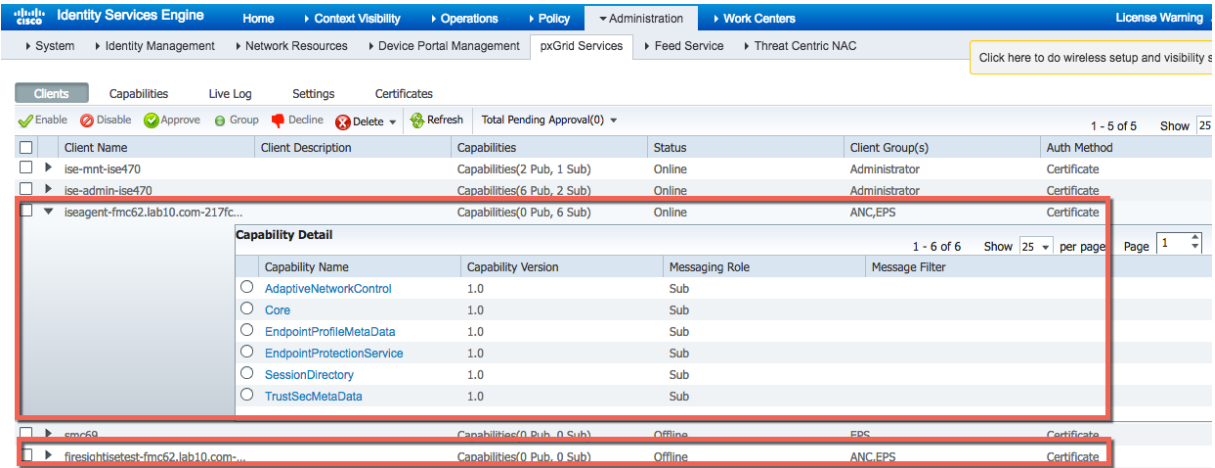 cisco Identity Services Engine Home Context Visibility Operations Policy Administration Work Centers License Warning
System Identity Management Network Resources Device Portal Management pxGrid Services Feed Service Threat Centric NAC
Click here to do wireless setup and visibility s
Clients Capabilities Live Log Settings Certificates
Enable Disable Approve Group Decline Delete Refresh Total Pending Approval(0)
1 - 5 of 5 Show 25
Client Name Client Description Capabilities Status Client Group(s) Auth Method
ise-mnt-ise470 Capabilities(2 Pub, 1 Sub) Online Administrator Certificate
ise-admin-ise470 Capabilities(6 Pub, 2 Sub) Online Administrator Certificate
iseagent-fmc62.lab10.com-217fc... Capabilities(0 Pub, 6 Sub) Online ANC,EPS Certificate
Capability Detail
1 - 6 of 6 Show 25 per page Page 1
Capability Name Capability Version Messaging Role Message Filter
AdaptiveNetworkControl 1.0 Sub
Core 1.0 Sub
EndpointProfileMetaData 1.0 Sub
EndpointProtectionService 1.0 Sub
SessionDirectory 1.0 Sub
TrustSecMetaData 1.0 Sub
smc69 Capabilities(0 Pub, 0 Sub) Offline EPS Certificate
firesightisetest-fmc62.lab10.com-... Capabilities(0 Pub, 0 Sub) Offline ANC,EPS Certificate